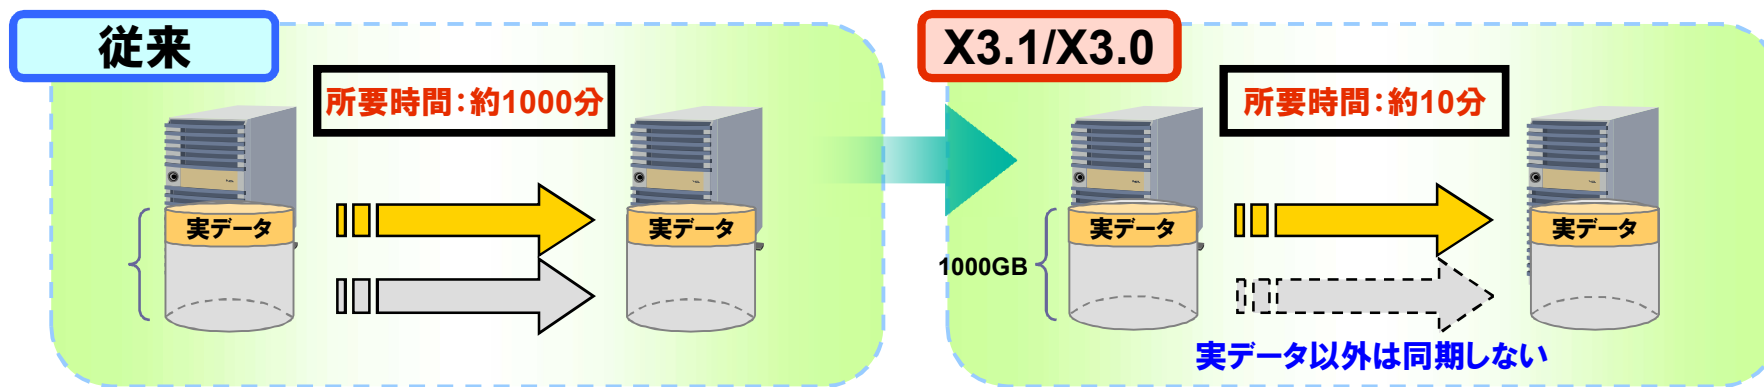 従来
所要時間：約1000分
実データ
実データ
X3.1/X3.0
所要時間：約10分
実データ
実データ
1000GB
実データ以外は同期しない